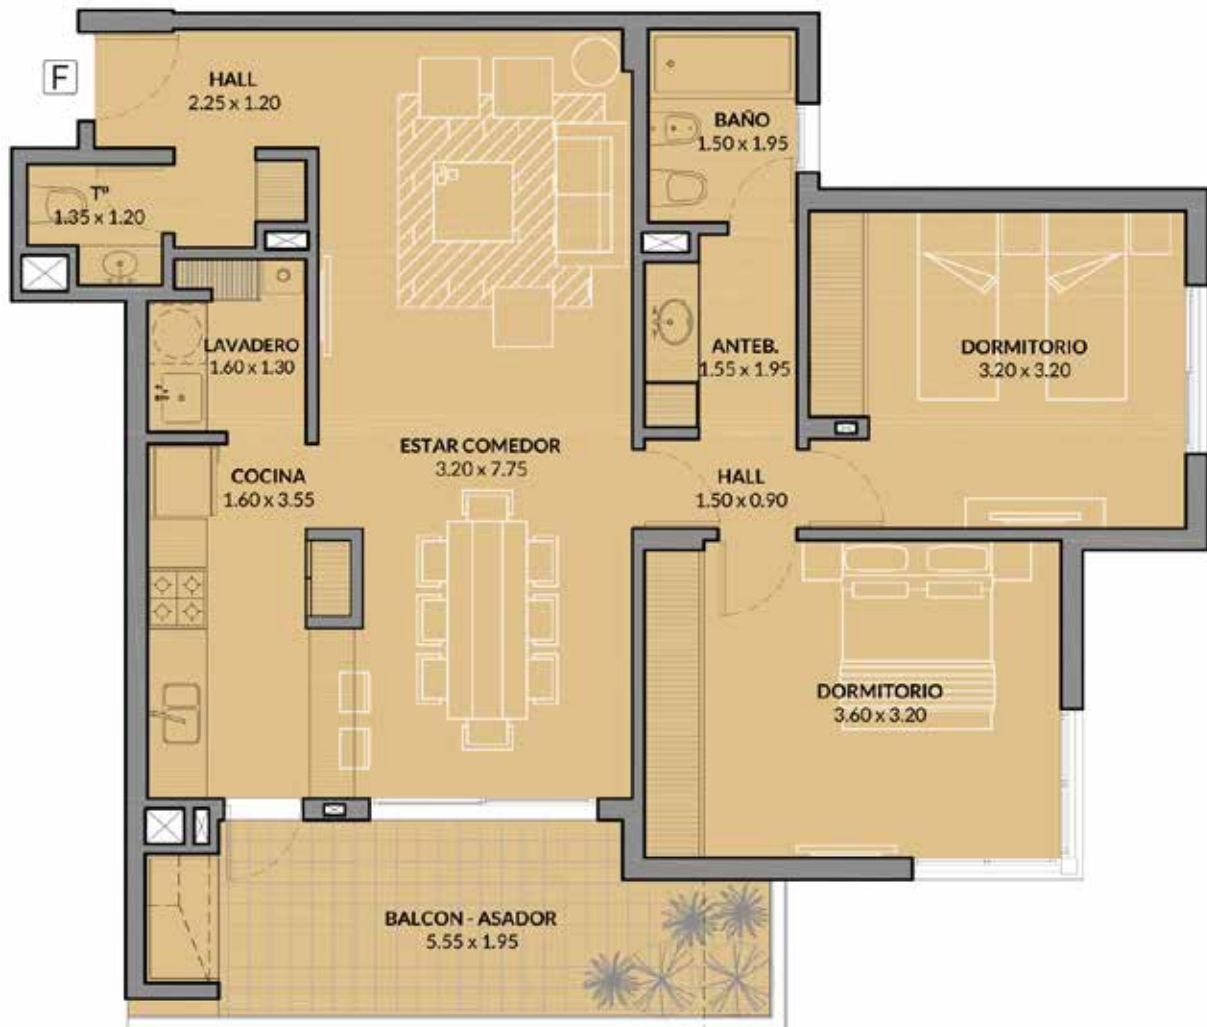 F
HALL
2.25 x 1.20
BAÑO
1.50 x 1.95
Tº
1.35 x 1.20
LAVADERO
1.60 x 1.30
ANTEB.
1.55 x 1.95
DORMITORIO
3.20 x 3.20
ESTAR COMEDOR
3.20 x 7.75
COCINA
1.60 x 3.55
HALL
1.50 x 0.90
DORMITORIO
3.60 x 3.20
BALCON - ASADOR
5.55 x 1.95